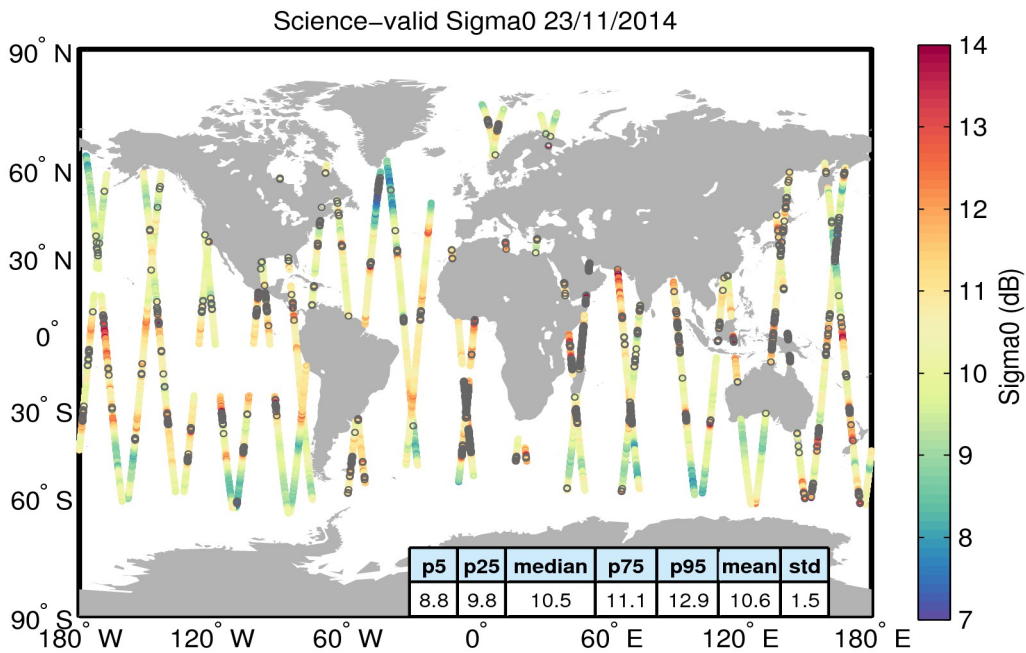 Science−valid Sigma0 23/11/2014
90° N
60° N
30° N
0°
30° S
60° S
90° S
180° W
120° W
60° W
0°
60° E
120° E
180° E
p5 p25 median p75 p95 mean std
8.8 9.8 10.5 11.1 12.9 10.6 1.5
14
13
12
11
10
9
8
7
Sigma0 (dB)